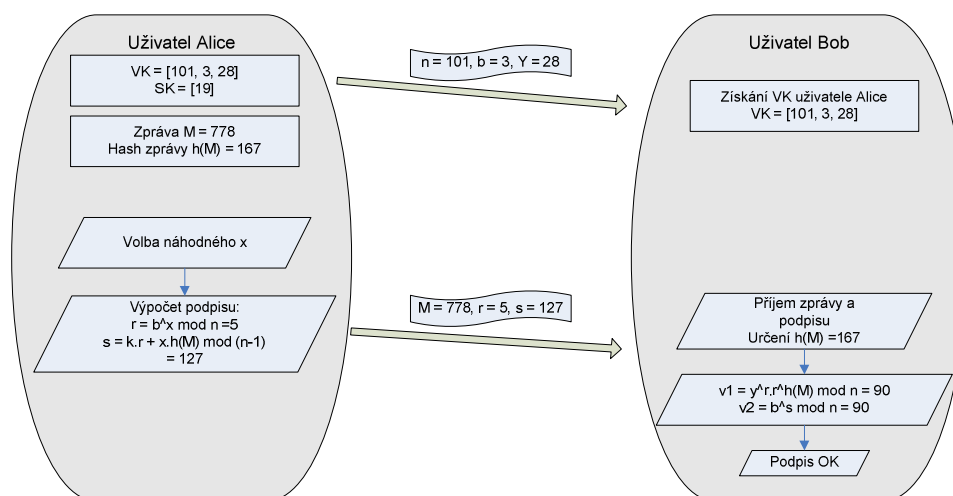 Uživatel Alice
VK = [101, 3, 28]
SK = [19]
Zpráva M = 778
Hash zprávy h(M) = 167
Volba náhodného x
Výpočet podpisu:
r = b^x mod n =5
s = k.r + x.h(M) mod (n-1)
= 127
n = 101, b = 3, Y = 28
M = 778, r = 5, s = 127
Uživatel Bob
Získání VK uživatele Alice
VK = [101, 3, 28]
Příjem zprávy a
podpisu
Určení h(M) =167
v1 = y^r.r^h(M) mod n = 90
v2 = b^s mod n = 90
Podpis OK